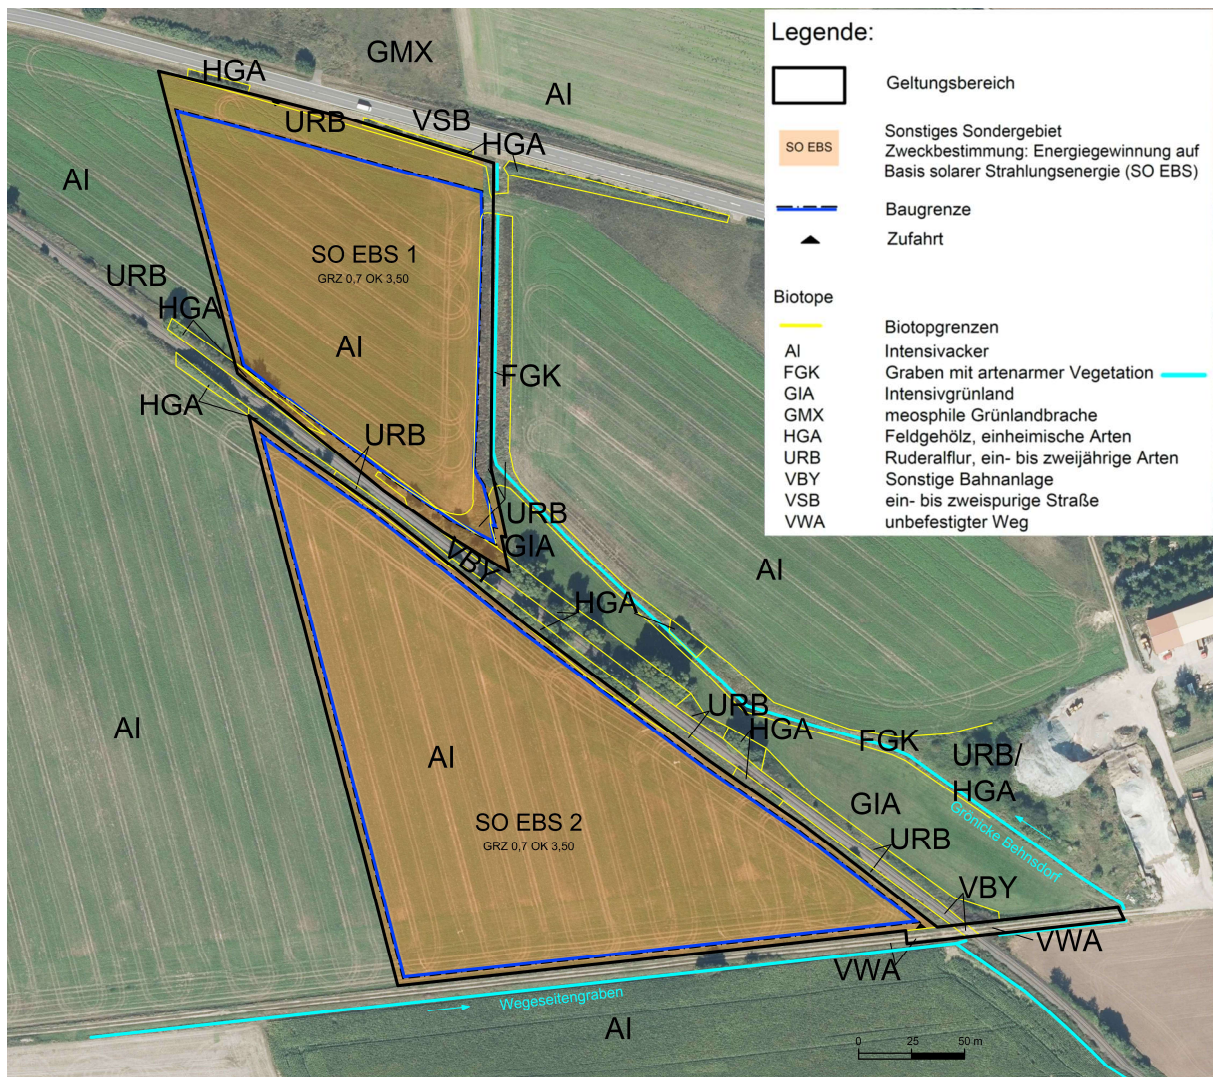 GMX
HGA
AI
URB
VSB
HGA
AI
SO EBS 1
GRZ 0,7 OK 3,50
URB
HGA
AI
FGK
HGA
URB
URB
GIA
VBY
AI
HGA
URB
HGA
FGK
URB/
HGA
AI
AI
GIA
Grönicke Behnsdorf
SO EBS 2
GRZ 0,7 OK 3,50
URB
VBY
VWA
VWA
Wegeseitengraben
AI
0 25 50 m
Legende:
Geltungsbereich
SO EBS
Sonstiges Sondergebiet
Zweckbestimmung: Energiegewinnung auf
Basis solarer Strahlungsenergie (SO EBS)
Baugrenze
Zufahrt
Biotope
Biotopgrenzen
AI Intensivacker
FGK Graben mit artenarmer Vegetation
GIA Intensivgrünland
GMX meosphile Grünlandbrache
HGA Feldgehölz, einheimische Arten
URB Ruderalflur, ein- bis zweijährige Arten
VBY Sonstige Bahnanlage
VSB ein- bis zweispurige Straße
VWA unbefestigter Weg